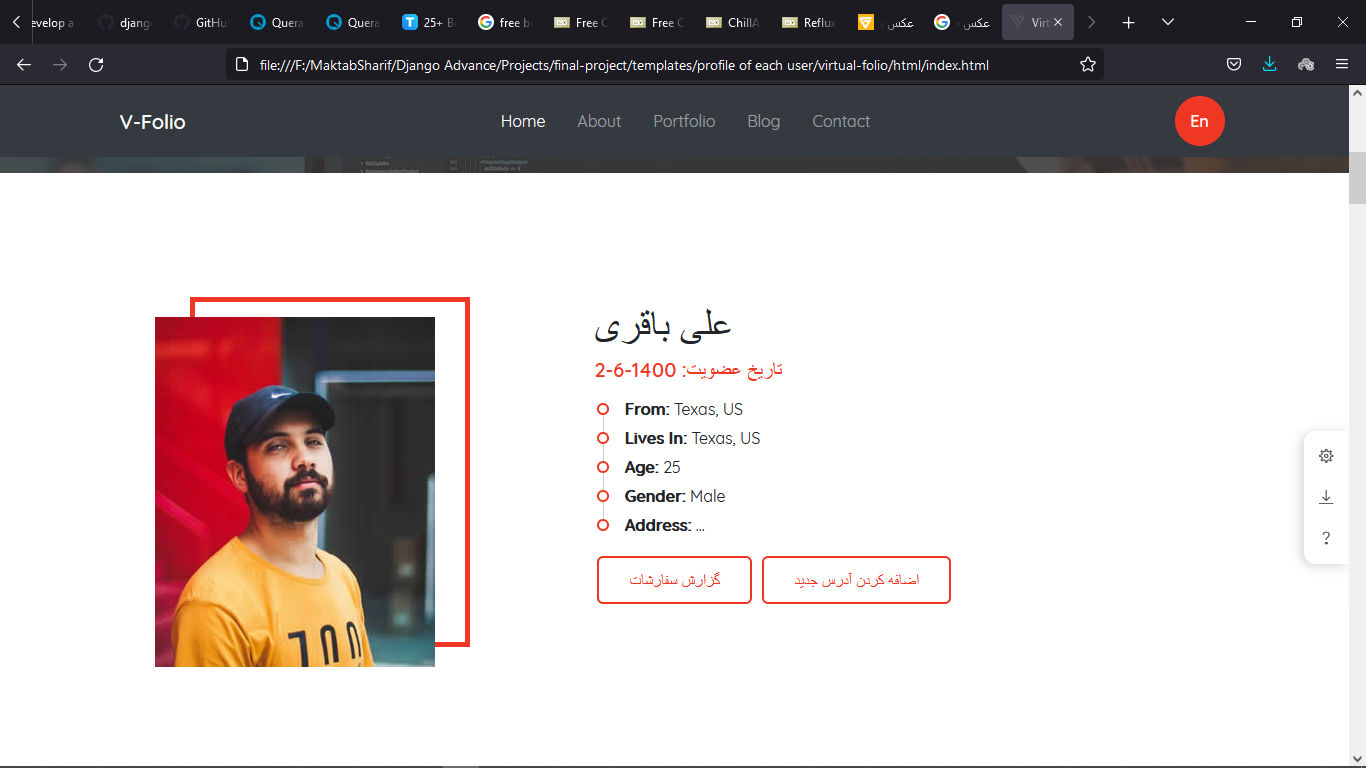 evelop a
djang
GitHu
Quera
Quera
25+ B
free b
Free C
Free C
ChillA
Reflux
عکس
عکس -
Virt
file:///F:/MaktabSharif/Django Advance/Projects/final-project/templates/profile of each user/virtual-folio/html/index.html
V-Folio
Home
About
Portfolio
Blog
Contact
En
علی باقری
تاریخ عضویت: 1400-6-2
From: Texas, US
Lives In: Texas, US
Age: 25
Gender: Male
Address: ...
گزارش سفارشات
اضافه کردن آدرس جدید